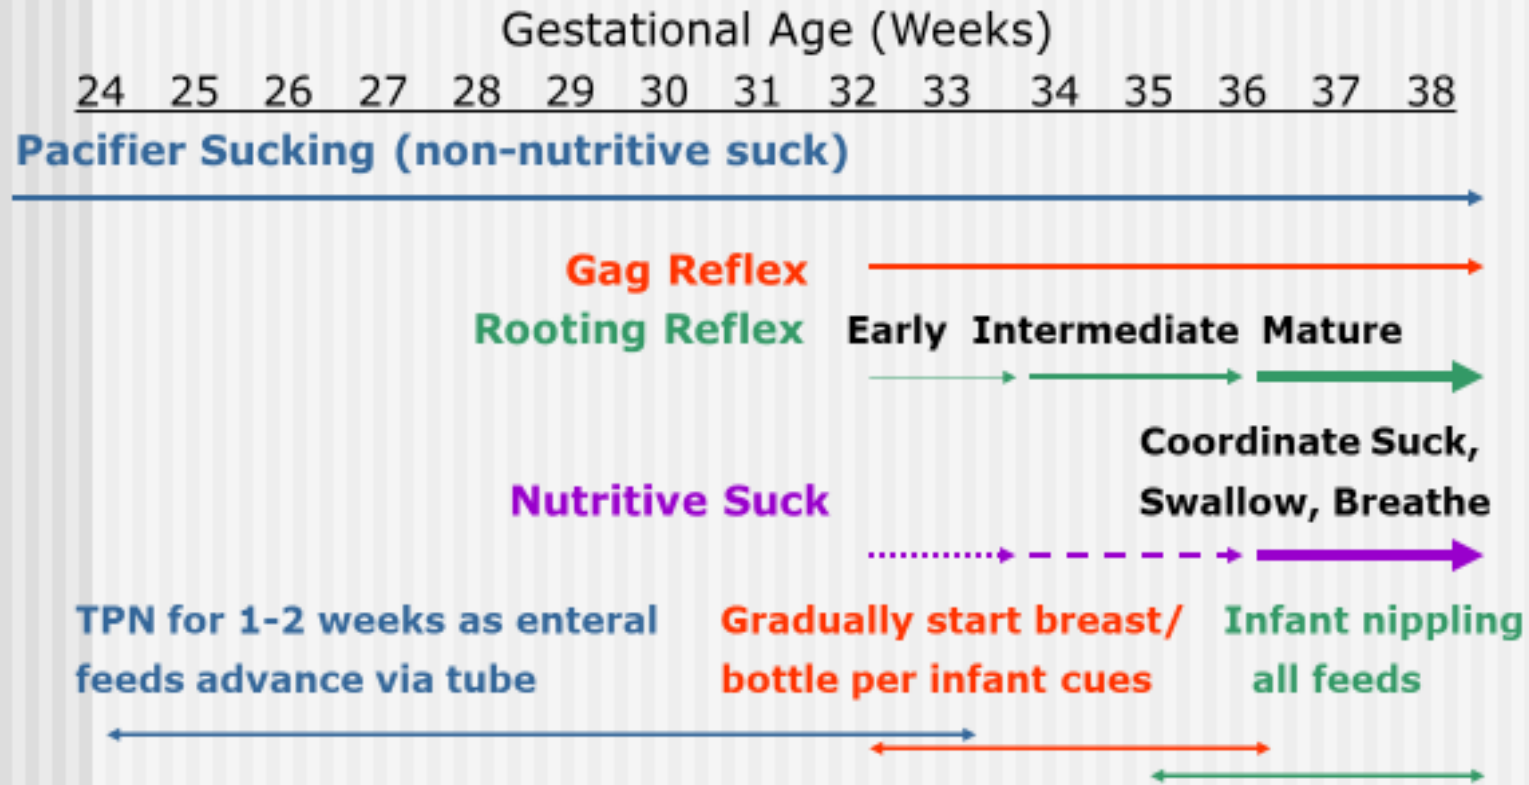 Gestational Age (Weeks)
24 25 26 27 28 29 30 31 32 33 34 35 36 37 38
Pacifier Sucking (non-nutritive suck)
Gag Reflex
Rooting Reflex Early Intermediate Mature
Coordinate Suck,
Nutritive Suck Swallow, Breathe
TPN for 1-2 weeks as enteral
feeds advance via tube
Gradually start breast/
bottle per infant cues
Infant nippling
all feeds